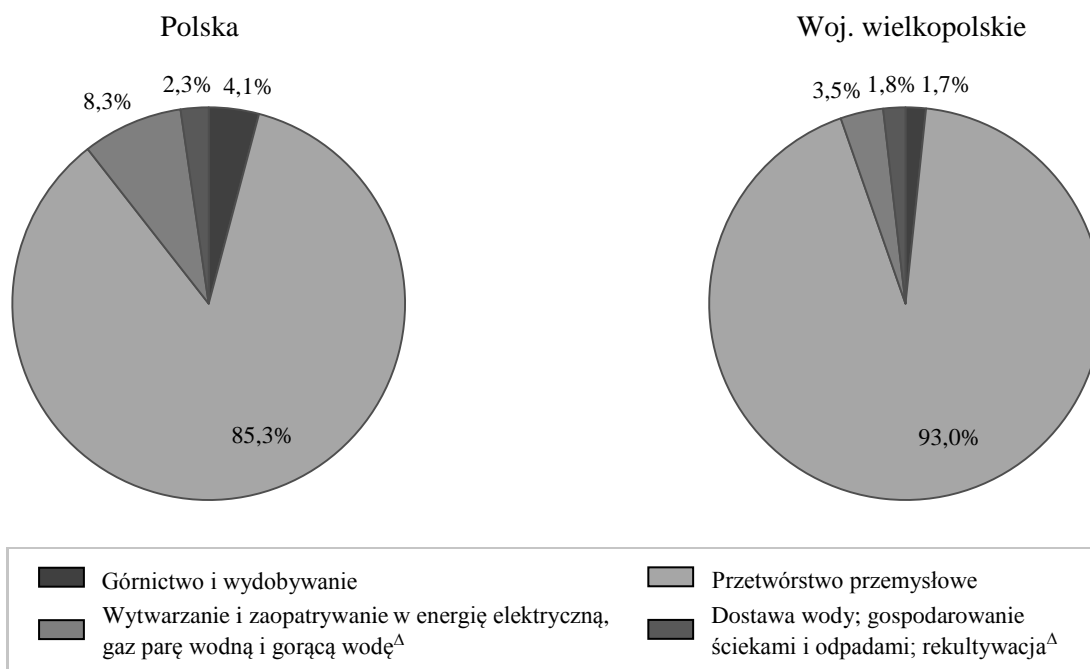 Polska
Woj. wielkopolskie
8,3%
2,3%
4,1%
85,3%
3,5%
1,8%
1,7%
93,0%
Górnictwo i wydobywanie
Przetwórstwo przemysłowe
Wytwarzanie i zaopatrywanie w energię elektryczną,
gaz parę wodną i gorącą wodę^Δ
Dostawa wody; gospodarowanie
ściekami i odpadami; rekultywacja^Δ